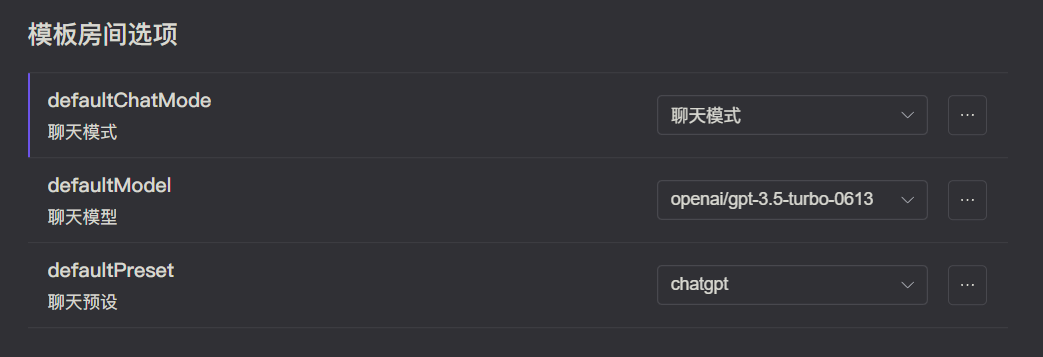 模板房间选项
defaultChatMode
聊天模式
聊天模式
defaultModel
聊天模型
openai/gpt-3.5-turbo-0613
defaultPreset
聊天预设
chatgpt